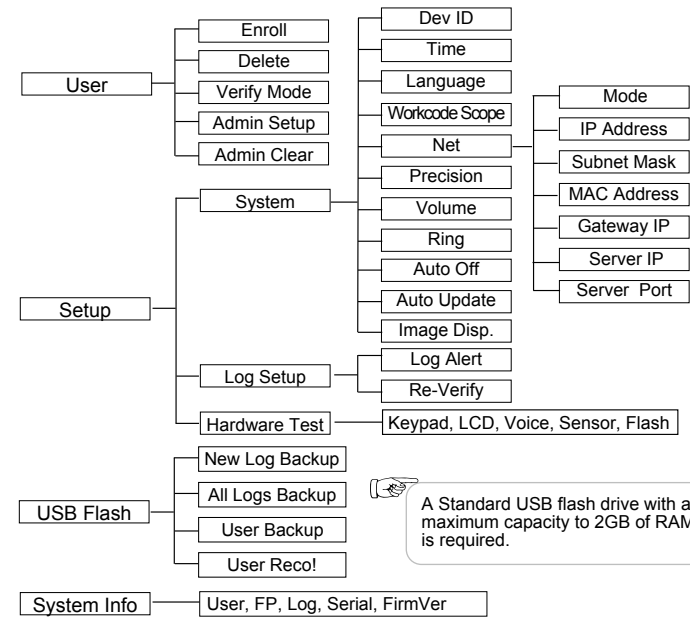 User
Enroll
Delete
Verify Mode
Admin Setup
Admin Clear
Setup
System
Dev ID
Time
Language
Workcode Scope
Net
Mode
IP Address
Subnet Mask
MAC Address
Gateway IP
Server IP
Server Port
Precision
Volume
Ring
Auto Off
Auto Update
Image Disp.
Log Setup
Log Alert
Re-Verify
Hardware Test
Keypad, LCD, Voice, Sensor, Flash
USB Flash
New Log Backup
All Logs Backup
User Backup
User Reco!
A Standard USB flash drive with a
maximum capacity to 2GB of RAM
is required.
System Info
User, FP, Log, Serial, FirmVer